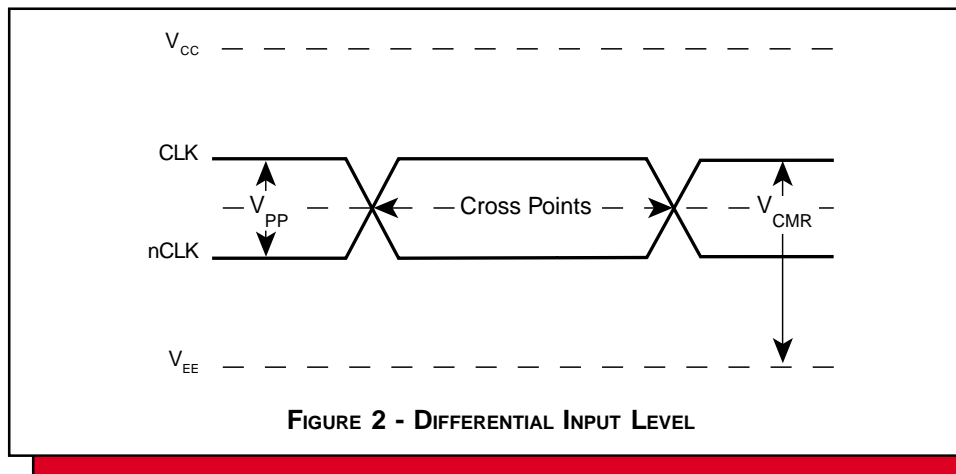 VCC
CLK
VPP
Cross Points
VCMR
nCLK
VEE
FIGURE 2 - DIFFERENTIAL INPUT LEVEL